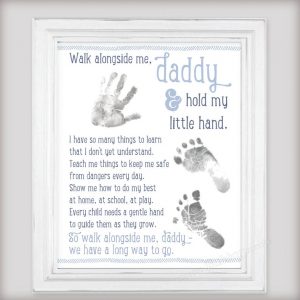 Walk alongside me,
daddy
& hold my
little hand.
I have so many things to learn
that I don't yet understand.
Teach me things to keep me safe
from dangers every day.
Show me how to do my best
at home, at school, at play.
Every child needs a gentle hand
to guide them as they grow.
So walk alongside me, daddy-
we have a long way to go.